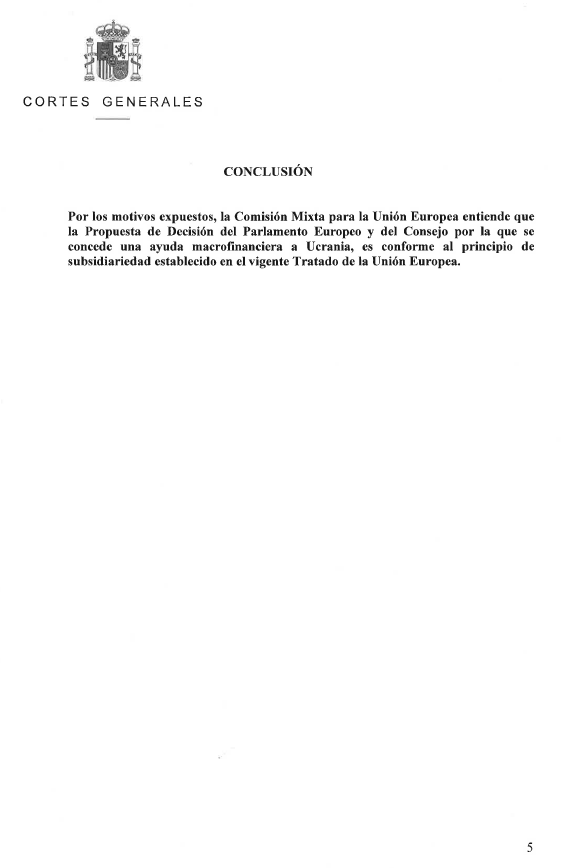 CORTES GENERALES
CONCLUSIÓN
Por los motivos expuestos, la Comisión Mixta para la Unión Europea entiende que
la Propuesta de Decisión del Parlamento Europeo y del Consejo por la que se
concede una ayuda macrofinanciera a Ucrania, es conforme al principio de
subsidiariedad establecido en el vigente Tratado de la Unión Europea.
5